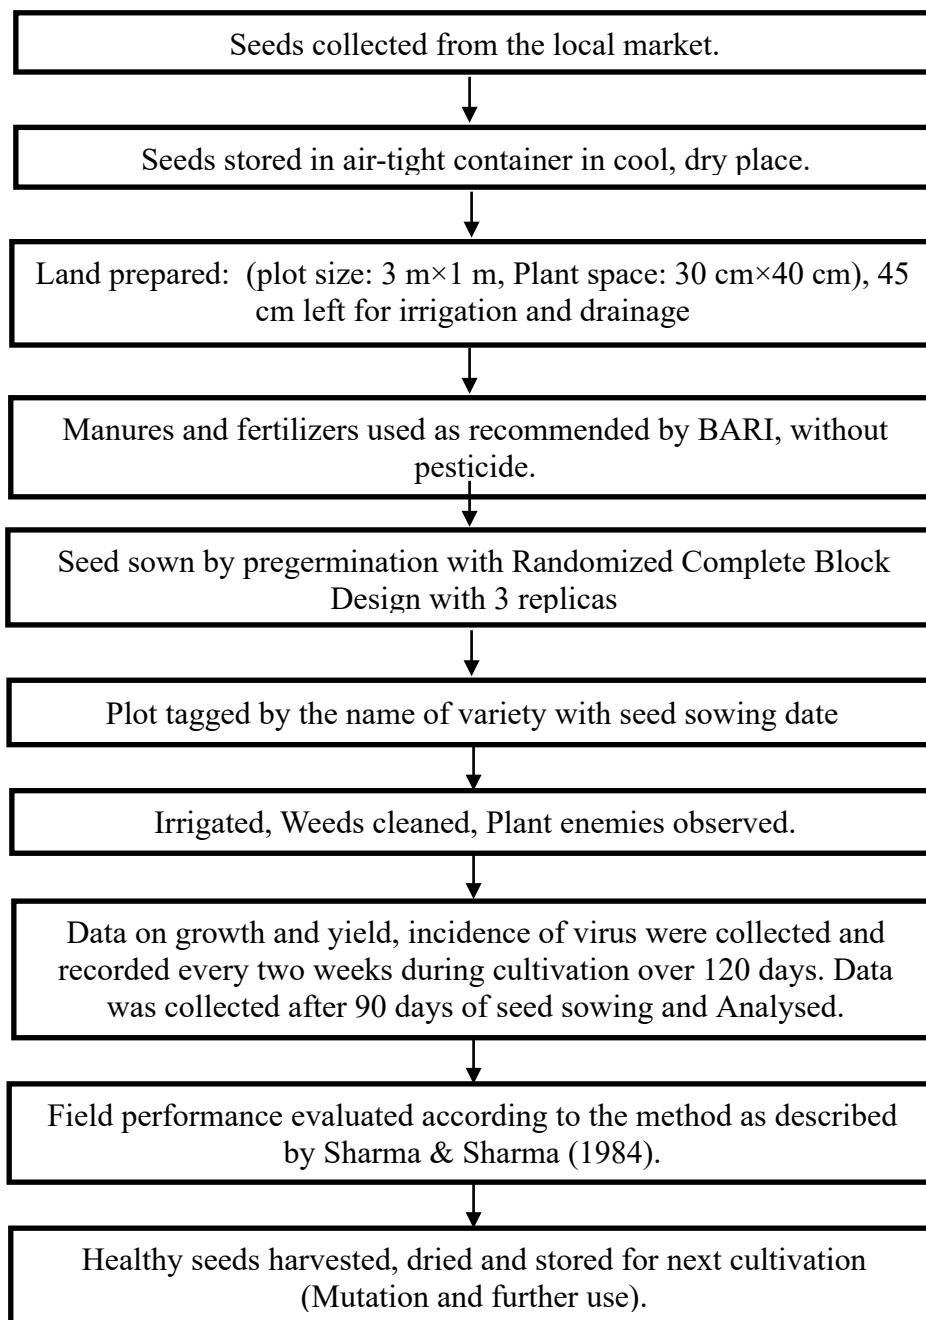 Seeds collected from the local market.
Seeds stored in air-tight container in cool, dry place.
Land prepared:  (plot size: 3 m×1 m, Plant space: 30 cm×40 cm), 45
cm left for irrigation and drainage
Manures and fertilizers used as recommended by BARI, without
pesticide.
Seed sown by pregermination with Randomized Complete Block
Design with 3 replicas
Plot tagged by the name of variety with seed sowing date
Irrigated, Weeds cleaned, Plant enemies observed.
Data on growth and yield, incidence of virus were collected and
recorded every two weeks during cultivation over 120 days. Data
was collected after 90 days of seed sowing and Analysed.
Field performance evaluated according to the method as described
by Sharma & Sharma (1984).
Healthy seeds harvested, dried and stored for next cultivation
(Mutation and further use).